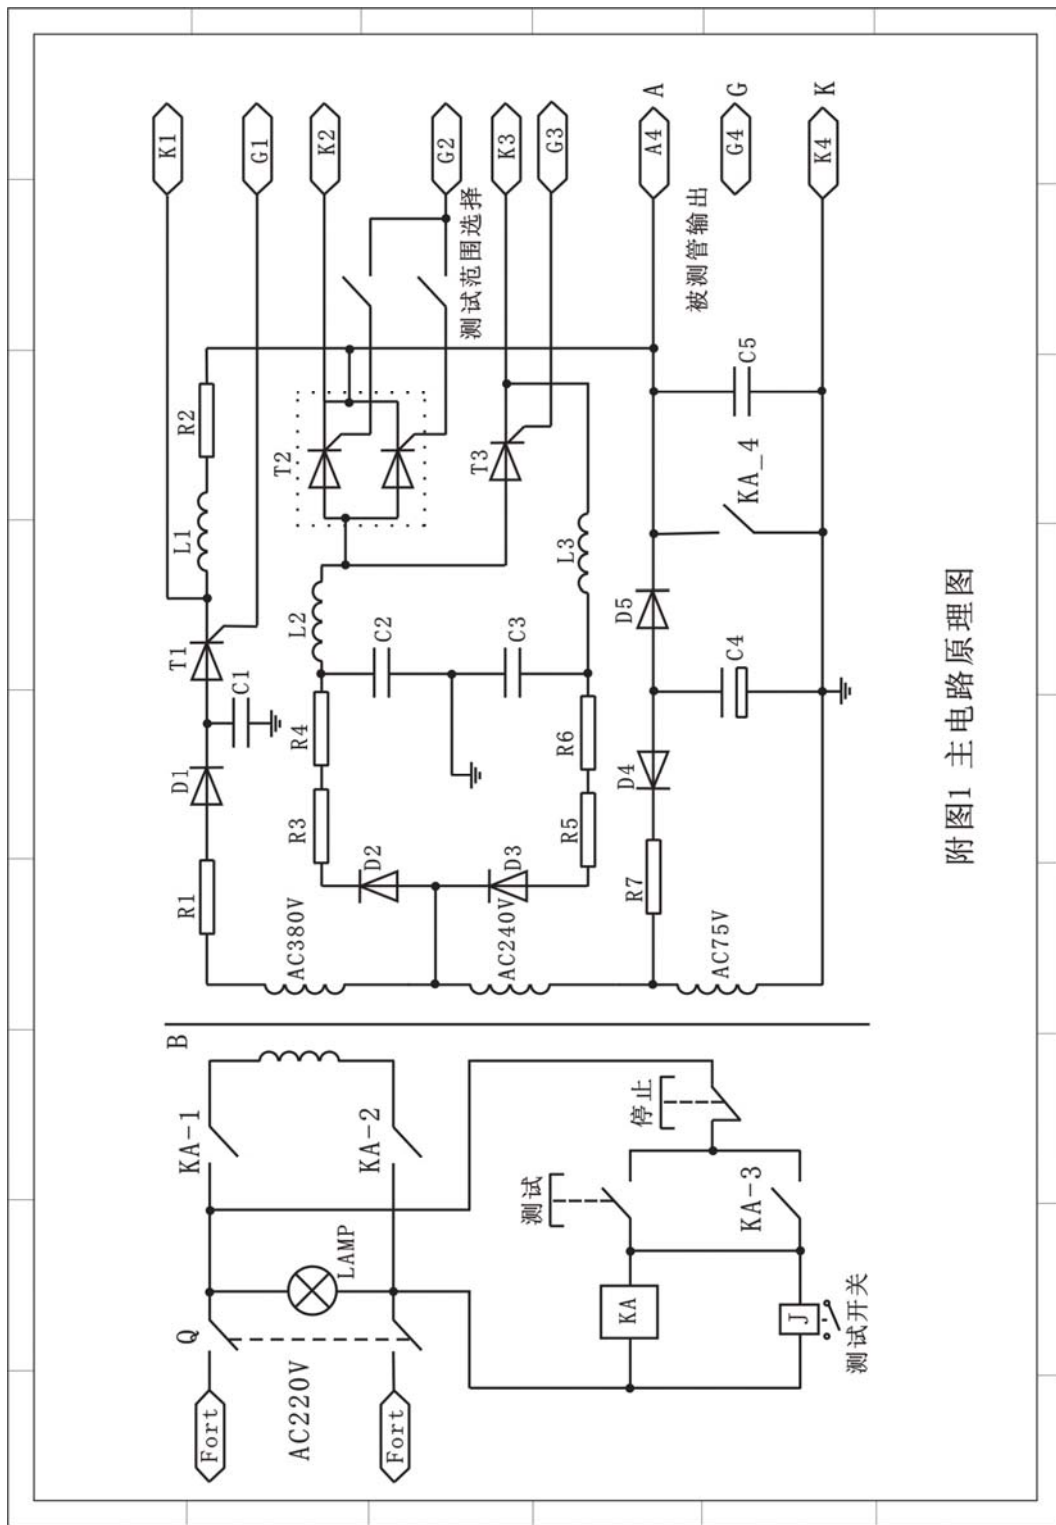 Fort
AC220V
Fort
Q
LAMP
KA-1
KA-2
B
测试
停止
KA
KA-3
J
测试开关
AC380V
AC240V
AC75V
R1
D1
C1
T1
L1
R2
K1
G1
D2
R3
R4
C2
L2
T2
K2
G2
测试范围选择
D3
R5
R6
C3
L3
T3
K3
G3
R7
D4
C4
D5
KA_4
C5
被测管输出
A4
A
G4
G
K4
K
附图1 主电路原理图